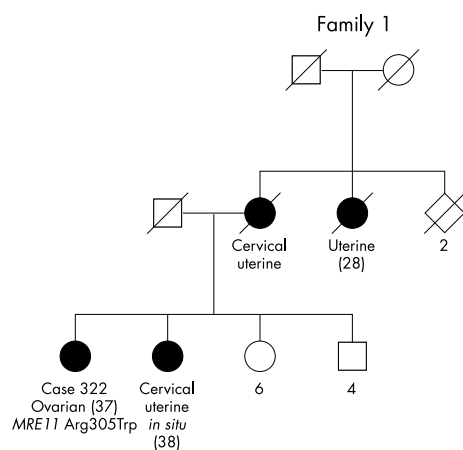 Family 1
Cervical
uterine
Uterine
(28)
2
Case 322
Ovarian (37)
MRE11 Arg305Trp
Cervical
uterine
in situ
(38)
6
4